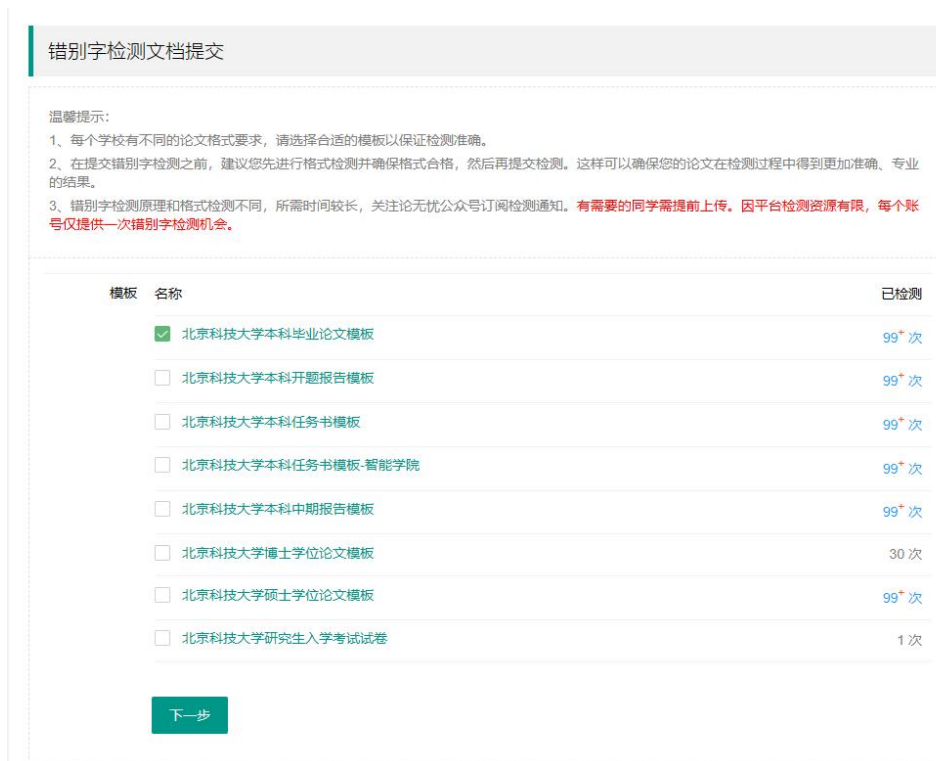 错别字检测文档提交
温馨提示：
1、每个学校有不同的论文格式要求，请选择合适的模板以保证检测准确。
2、在提交错别字检测之前，建议您先进行格式检测并确保格式合格，然后再提交检测。这样可以确保您的论文在检测过程中得到更加准确、专业
的结果。
3、错别字检测原理和格式检测不同，所需时间较长，关注论无忧公众号订阅检测通知。有需要的同学需提前上传。因平台检测资源有限，每个账
号仅提供一次错别字检测机会。
模板 名称 已检测
北京科技大学本科毕业论文模板 99+ 次
北京科技大学本科开题报告模板 99+ 次
北京科技大学本科任务书模板 99+ 次
北京科技大学本科任务书模板-智能学院 99+ 次
北京科技大学本科中期报告模板 99+ 次
北京科技大学博士学位论文模板 30 次
北京科技大学硕士学位论文模板 99+ 次
北京科技大学研究生入学考试试卷 1 次
下一步